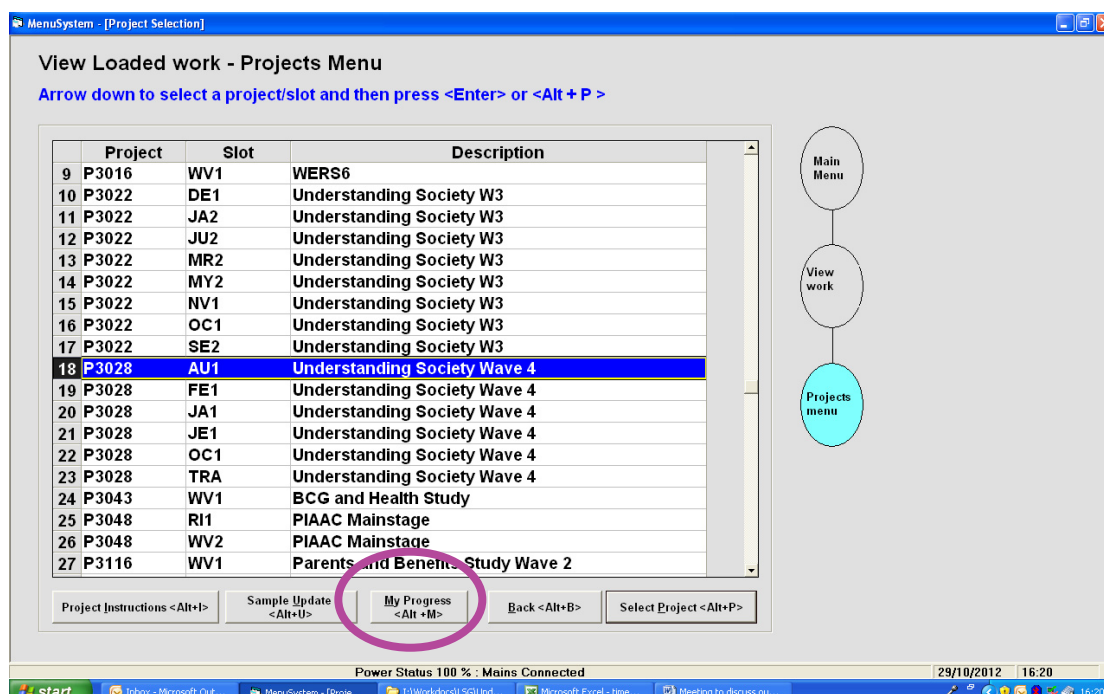 MenuSystem - [Project Selection]
View Loaded work - Projects Menu
Arrow down to select a project/slot and then press <Enter> or <Alt + P >
Project Slot Description
9 P3016 WV1 WERS6
10 P3022 DE1 Understanding Society W3
11 P3022 JA2 Understanding Society W3
12 P3022 JU2 Understanding Society W3
13 P3022 MR2 Understanding Society W3
14 P3022 MY2 Understanding Society W3
15 P3022 NV1 Understanding Society W3
16 P3022 OC1 Understanding Society W3
17 P3022 SE2 Understanding Society W3
18 P3028 AU1 Understanding Society Wave 4
19 P3028 FE1 Understanding Society Wave 4
20 P3028 JA1 Understanding Society Wave 4
21 P3028 JE1 Understanding Society Wave 4
22 P3028 OC1 Understanding Society Wave 4
23 P3028 TRA Understanding Society Wave 4
24 P3043 WV1 BCG and Health Study
25 P3048 RI1 PIAAC Mainstage
26 P3048 WV2 PIAAC Mainstage
27 P3116 WV1 Parents and Benefits Study Wave 2
Main
Menu
View
work
Projects
menu
Project Instructions <Alt+I>
Sample Update
<Alt+U>
My Progress
<Alt +M>
Back <Alt+B>
Select Project <Alt+P>
Power Status 100 % : Mains Connected 29/10/2012 16:20
start Inbox - Microsoft Out... MenuSystem - [Proje... I:\Workdocs\LSG\Und... Microsoft Excel - time... Meeting to discuss ou... 16:20